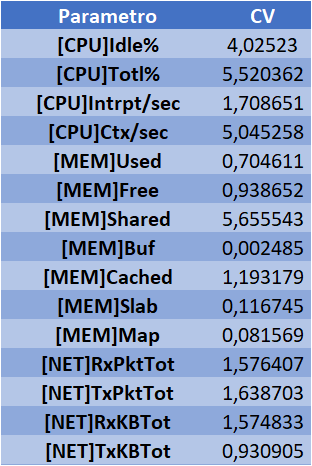 Parametro CV
[CPU]Idle% 4,02523
[CPU]Totl% 5,520362
[CPU]Intrpt/sec 1,708651
[CPU]Ctx/sec 5,045258
[MEM]Used 0,704611
[MEM]Free 0,938652
[MEM]Shared 5,655543
[MEM]Buf 0,002485
[MEM]Cached 1,193179
[MEM]Slab 0,116745
[MEM]Map 0,081569
[NET]RxPktTot 1,576407
[NET]TxPktTot 1,638703
[NET]RxKBTot 1,574833
[NET]TxKBTot 0,930905